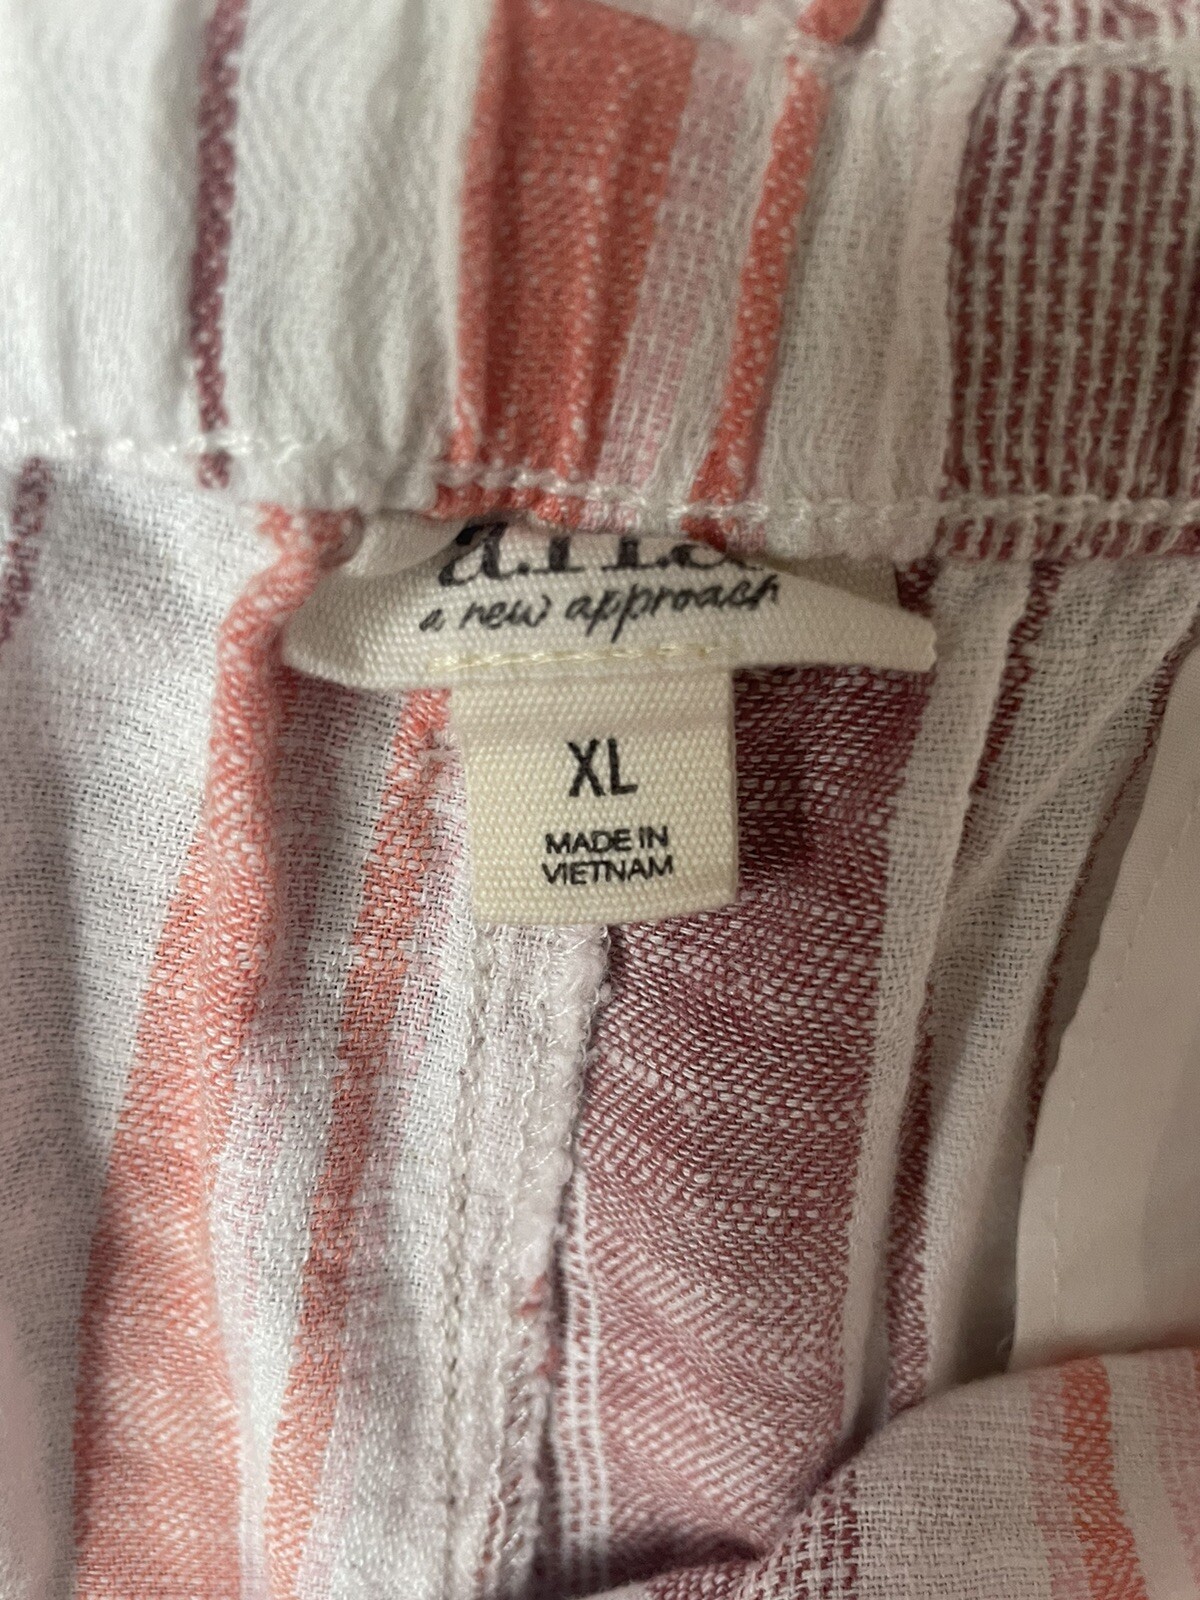 a.n.a
a new approach
XL
MADE IN
VIETNAM